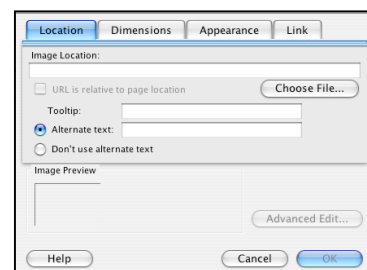 Location Dimensions Appearance Link
Image Location:
URL is relative to page location Choose File...
Tooltip:
Alternate text:
Don't use alternate text
Image Preview
Advanced Edit...
Help Cancel OK